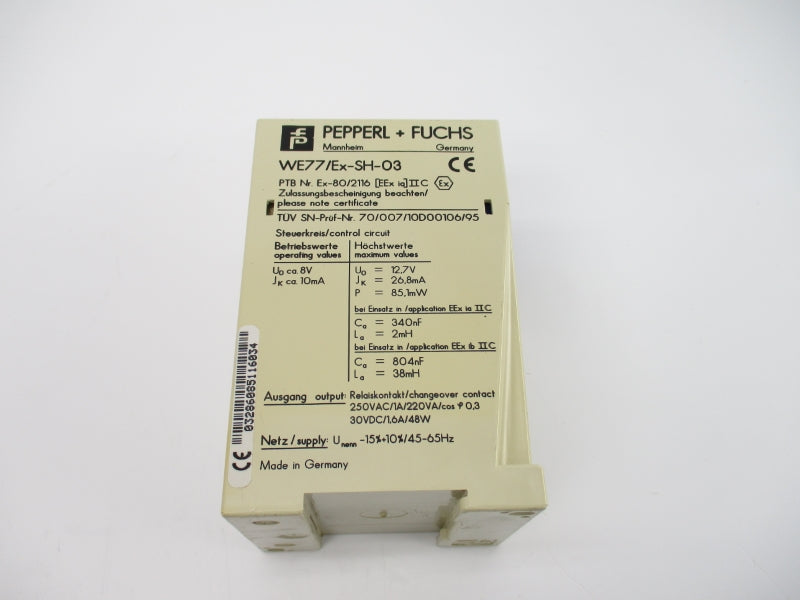 PEPPERL + FUCHS
Mannheim Germany
WE77/Ex-SH-03 CE
PTB Nr. Ex-80/2116 [EEx ia] II C Ex
Zulassungsbescheinigung beachten/
please note certificate
TÜV SN-Prüf-Nr. 70/007/10D00106/95
Steuerkreis/control circuit
Betriebswerte
operating values
U₀ ca. 8V
Jₖ ca. 10mA
Höchstwerte
maximum values
U₀ = 12,7V
Jₖ = 26,8mA
P = 85,1mW
bei Einsatz in /application EEx ia II C
Cₐ = 340nF
Lₐ = 2mH
bei Einsatz in /application EEx ib II C
Cₐ = 804nF
Lₐ = 38mH
Ausgang output: Relaiskontakt/changeover contact
250VAC/1A/220VA/cos φ 0,3
30VDC/1,6A/48W
Netz/supply: Uₙₑₙₙ -15%+10%/45-65Hz
Made in Germany
CE 03286085116034